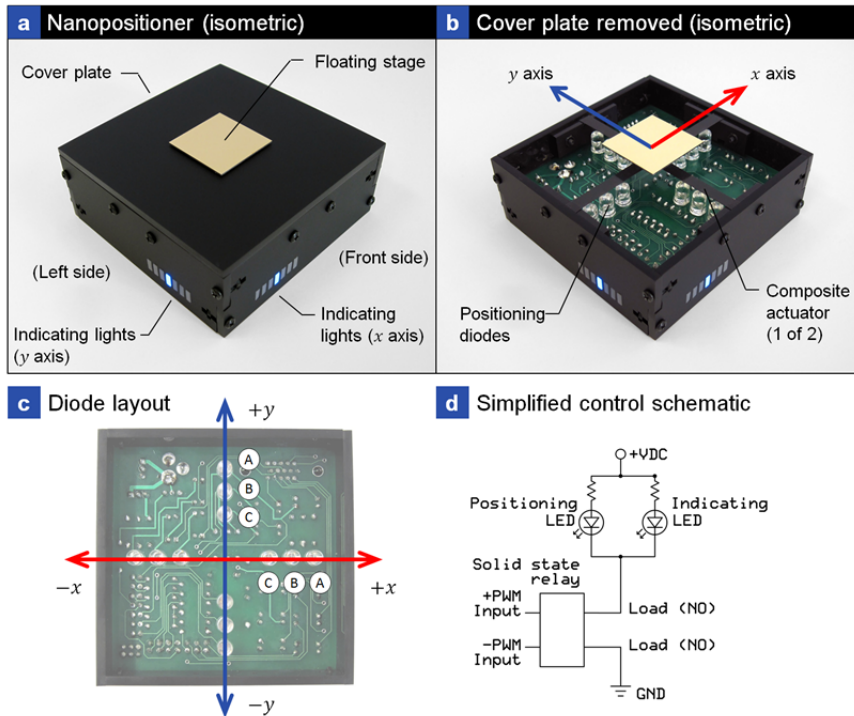 a Nanopositioner (isometric)
Cover plate
Floating stage
(Left side)
(Front side)
Indicating lights
(y axis)
Indicating
lights (x axis)
b Cover plate removed (isometric)
y axis
x axis
Positioning
diodes
Composite
actuator
(1 of 2)
c Diode layout
+y
A
B
C
−x
+x
C B A
−y
d Simplified control schematic
+VDC
Positioning
LED
Indicating
LED
Solid state
relay
+PWM
Input
Load (NO)
−PWM
Input
Load (NO)
GND